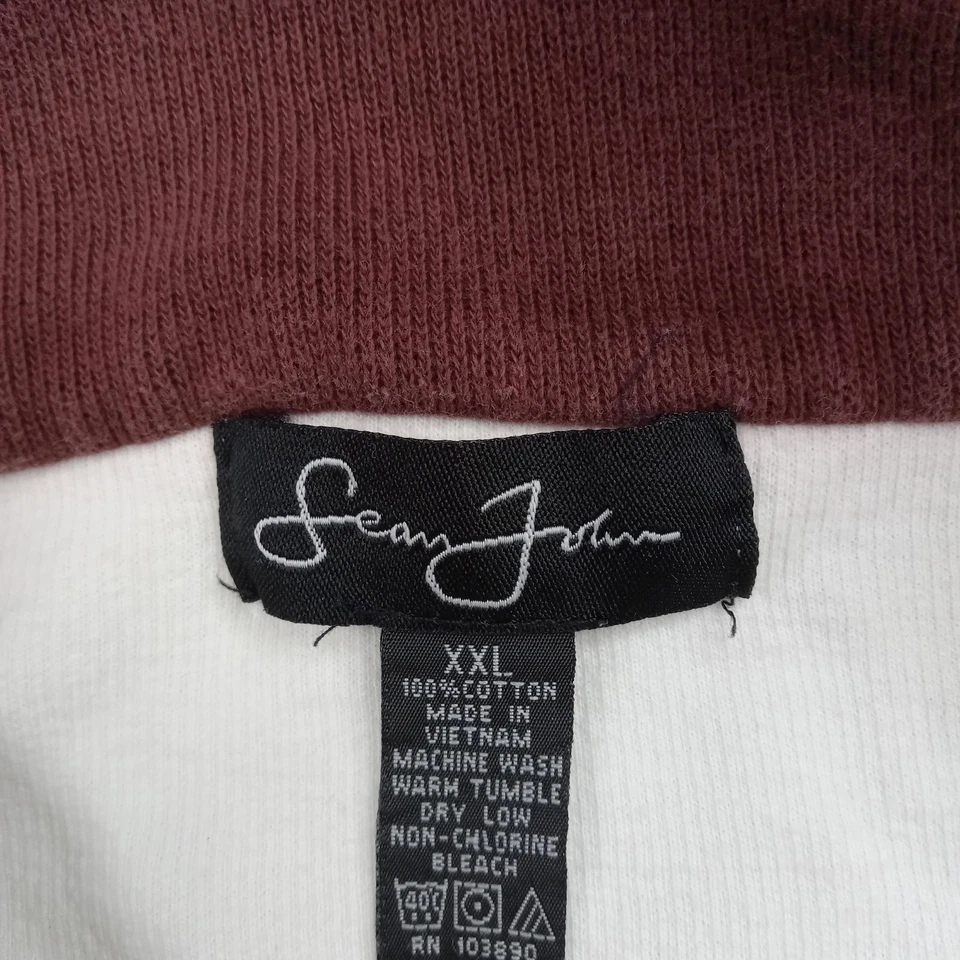 Sean John
XXL
100%COTTON
MADE IN
VIETNAM
MACHINE WASH
WARM TUMBLE
DRY LOW
NON-CHLORINE
BLEACH
40C
RN 103890